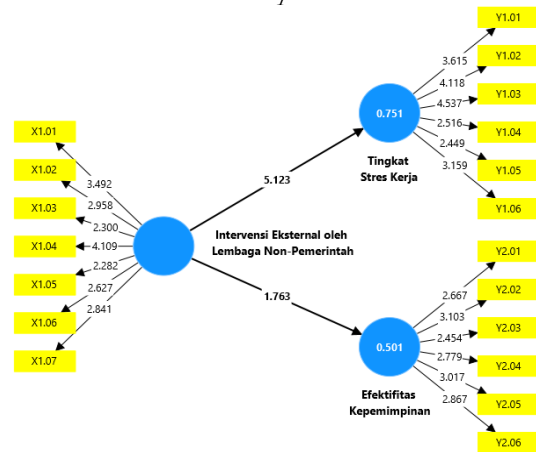 Y1.01
Y1.02
Y1.03
Y1.04
Y1.05
Y1.06
3.615
4.118
4.537
2.516
2.449
3.159
0.751
Tingkat
Stres Kerja
X1.01
X1.02
X1.03
X1.04
X1.05
X1.06
X1.07
3.492
2.958
2.300
4.109
2.282
2.627
2.841
5.123
Intervensi Eksternal oleh
Lembaga Non-Pemerintah
1.763
Y2.01
Y2.02
Y2.03
Y2.04
Y2.05
Y2.06
2.667
3.103
2.454
2.779
3.017
2.867
0.501
Efektifitas
Kepemimpinan